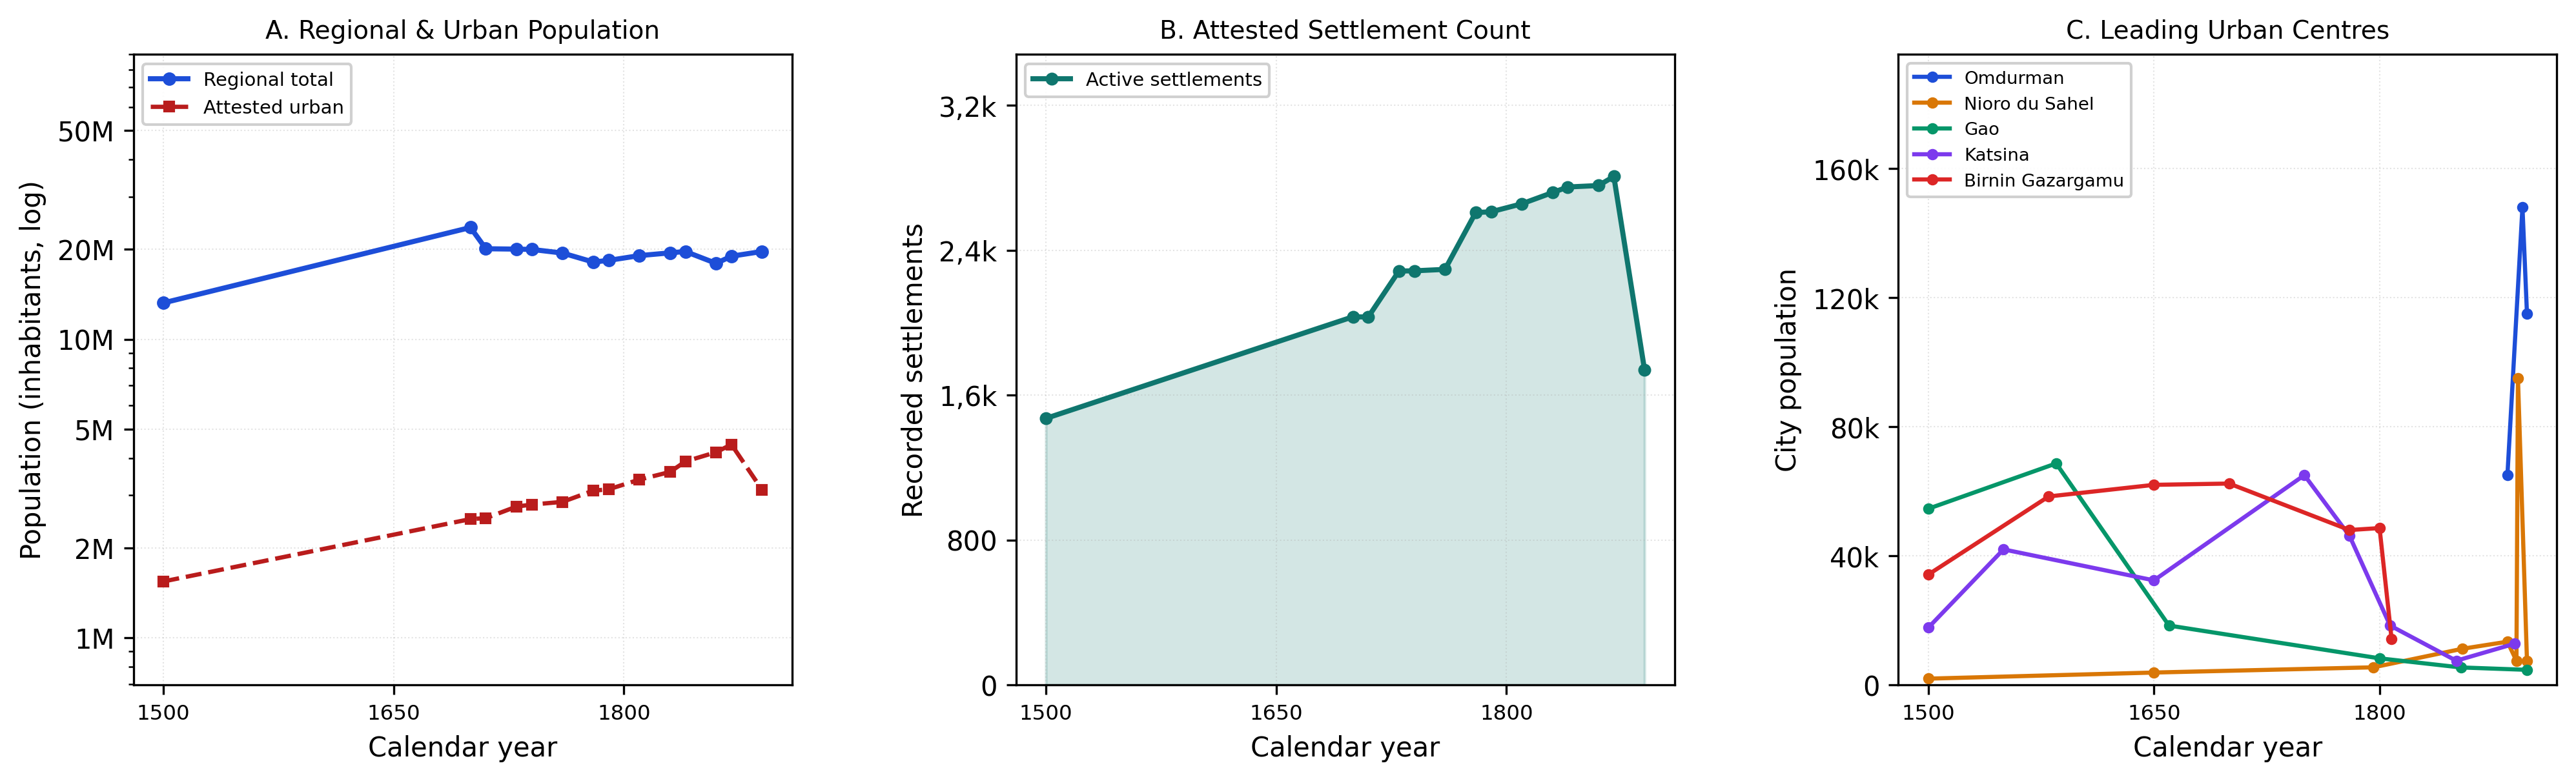 A. Regional & Urban Population
Regional total
Attested urban
50M
20M
10M
5M
2M
1M
Population (inhabitants, log)
1500
1650
1800
Calendar year
B. Attested Settlement Count
Active settlements
3,2k
2,4k
1,6k
800
0
Recorded settlements
1500
1650
1800
Calendar year
C. Leading Urban Centres
Omdurman
Nioro du Sahel
Gao
Katsina
Birnin Gazargamu
160k
120k
80k
40k
0
City population
1500
1650
1800
Calendar year